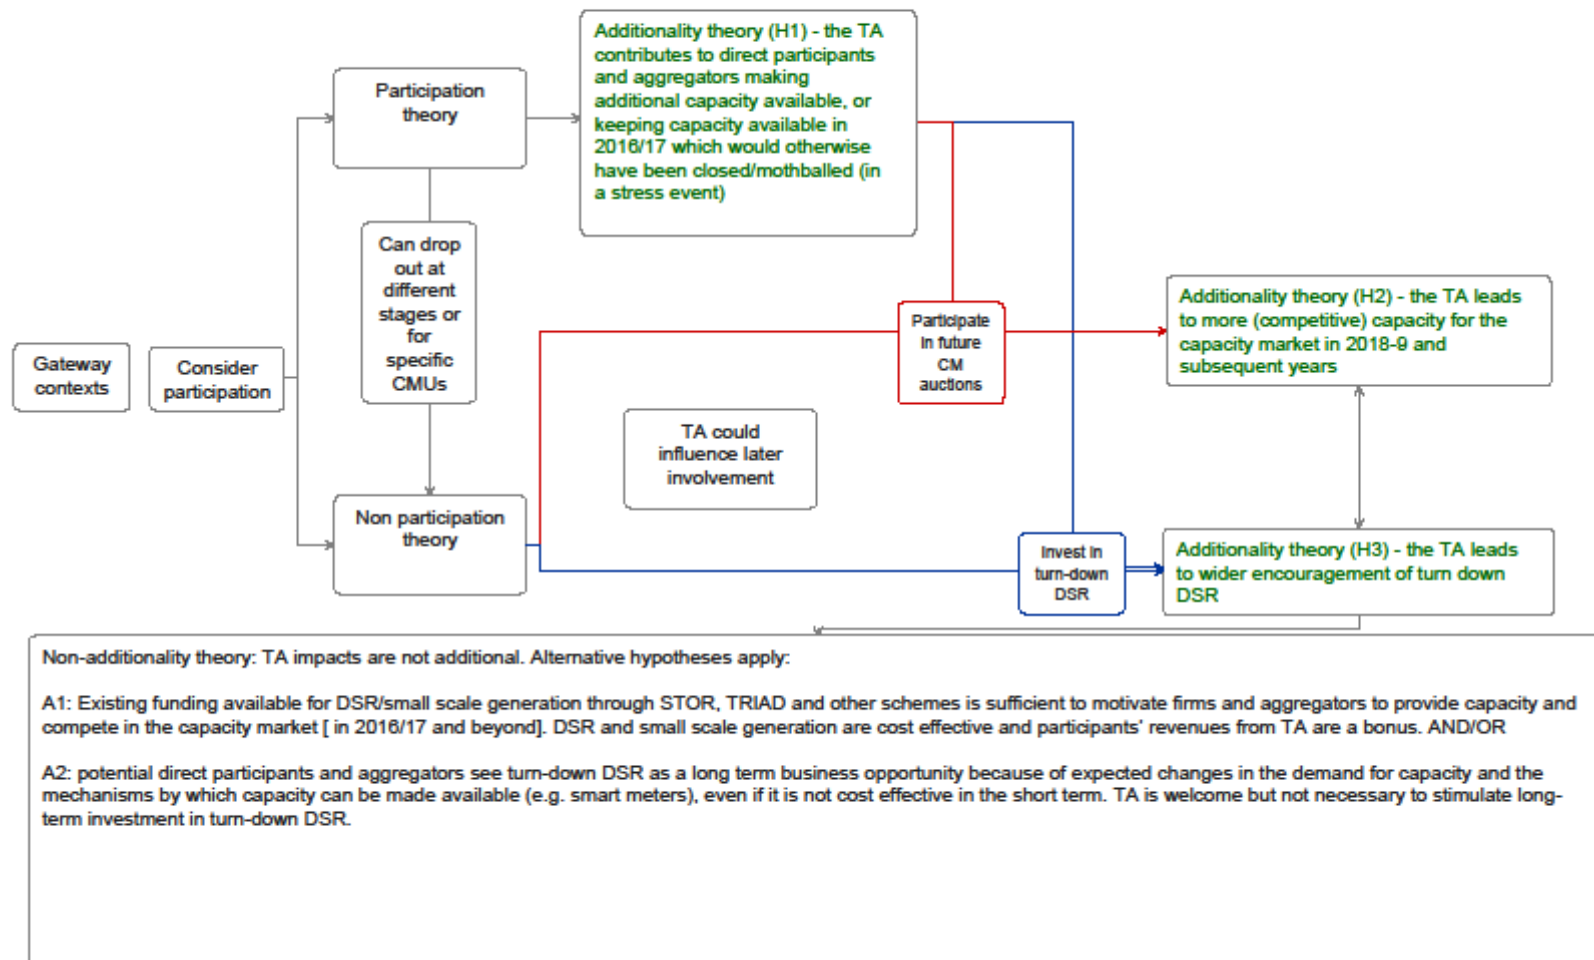 Gateway
contexts
Consider
participation
Participation
theory
Can drop
out at
different
stages or
for
specific
CMUs
Non participation
theory
Additionality theory (H1) - the TA
contributes to direct participants
and aggregators making
additional capacity available, or
keeping capacity available in
2016/17 which would otherwise
have been closed/mothballed (in
a stress event)
TA could
influence later
involvement
Participate
in future
CM
auctions
Invest in
turn-down
DSR
Additionality theory (H2) - the TA leads
to more (competitive) capacity for the
capacity market in 2018-9 and
subsequent years
Additionality theory (H3) - the TA leads
to wider encouragement of turn down
DSR
Non-additionality theory: TA impacts are not additional. Alternative hypotheses apply:
A1: Existing funding available for DSR/small scale generation through STOR, TRIAD and other schemes is sufficient to motivate firms and aggregators to provide capacity and
compete in the capacity market [ in 2016/17 and beyond]. DSR and small scale generation are cost effective and participants' revenues from TA are a bonus. AND/OR
A2: potential direct participants and aggregators see turn-down DSR as a long term business opportunity because of expected changes in the demand for capacity and the
mechanisms by which capacity can be made available (e.g. smart meters), even if it is not cost effective in the short term. TA is welcome but not necessary to stimulate long-
term investment in turn-down DSR.